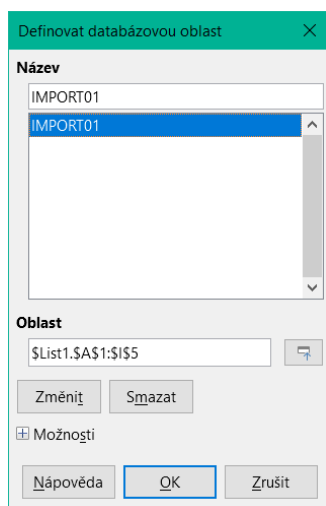 Definovat databázovou oblast
Název
IMPORT01
IMPORT01
Oblast
$List1.$A$1:$I$5
Změnit Smazat
Možnosti
Nápověda OK Zrušit